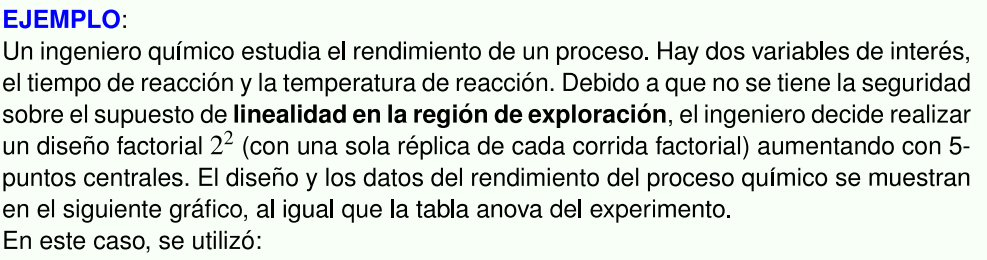 EJEMPLO:
Un ingeniero químico estudia el rendimiento de un proceso. Hay dos variables de interés,
el tiempo de reacción y la temperatura de reacción. Debido a que no se tiene la seguridad
sobre el supuesto de linealidad en la región de exploración, el ingeniero decide realizar
un diseño factorial 2² (con una sola réplica de cada corrida factorial) aumentando con 5-
puntos centrales. El diseño y los datos del rendimiento del proceso químico se muestran
en el siguiente gráfico, al igual que la tabla anova del experimento.
En este caso, se utilizó: